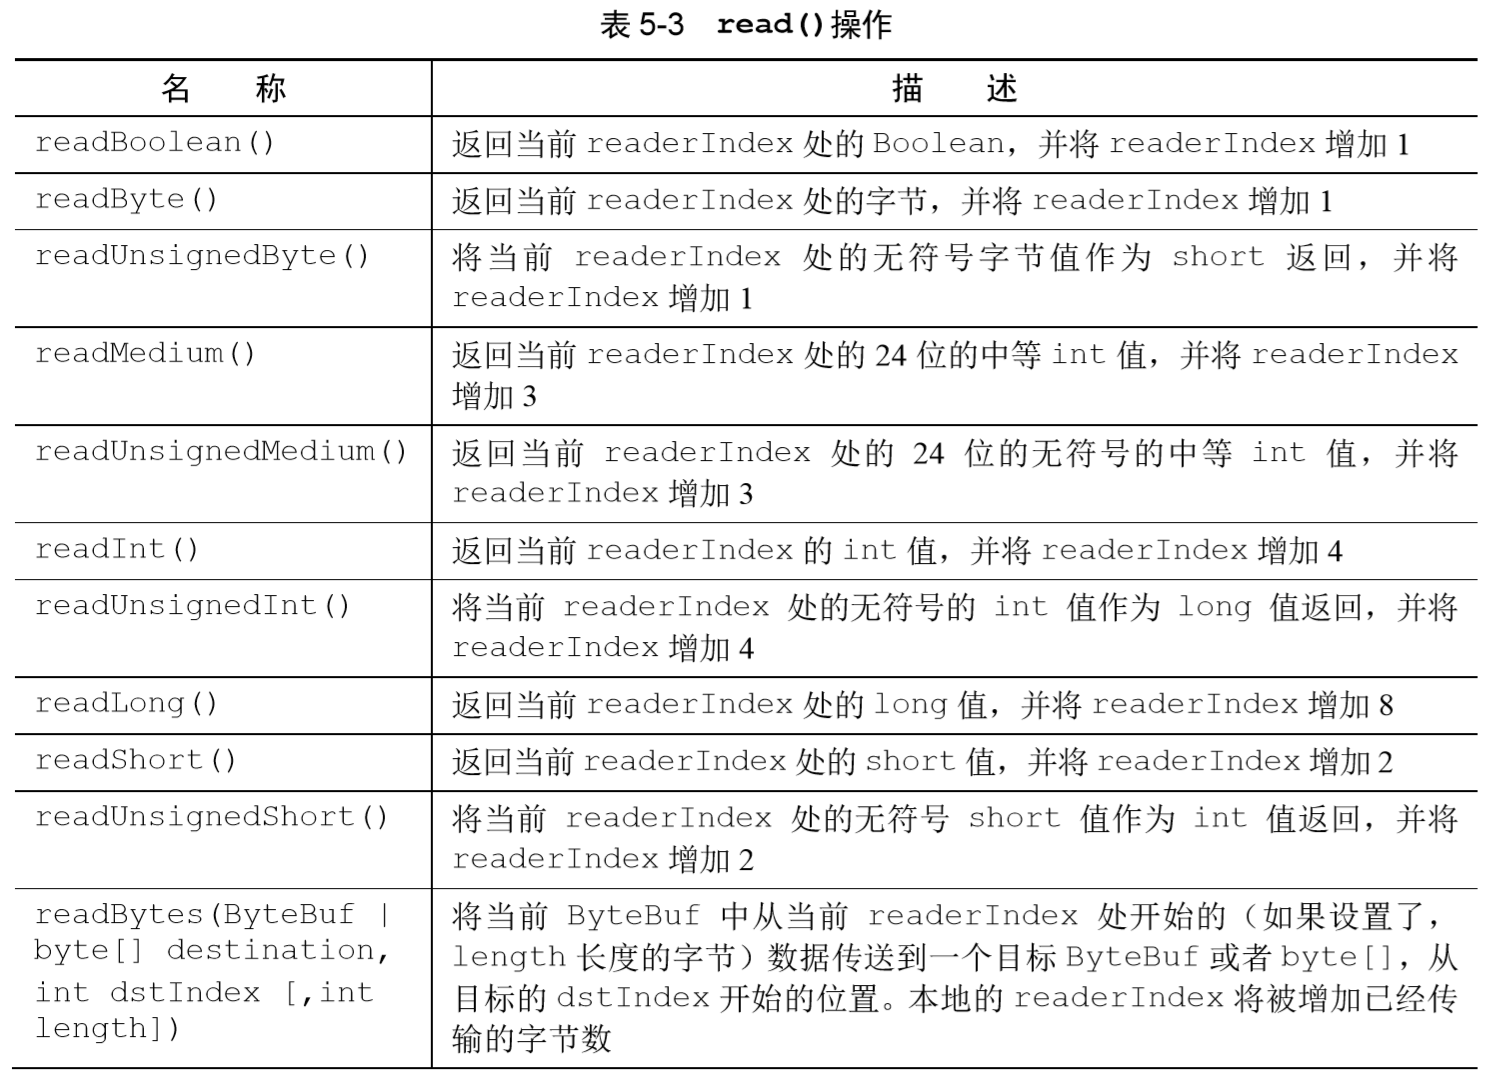 表 5-3 read()操作
名 称
描 述
readBoolean()
返回当前 readerIndex 处的 Boolean，并将 readerIndex 增加 1
readByte()
返回当前 readerIndex 处的字节，并将 readerIndex 增加 1
readUnsignedByte()
将当前 readerIndex 处的无符号字节值作为 short 返回，并将
readerIndex 增加 1
readMedium()
返回当前 readerIndex 处的 24 位的中等 int 值，并将 readerIndex
增加 3
readUnsignedMedium()
返回当前 readerIndex 处的 24 位的无符号的中等 int 值，并将
readerIndex 增加 3
readInt()
返回当前 readerIndex 的 int 值，并将 readerIndex 增加 4
readUnsignedInt()
将当前 readerIndex 处的无符号的 int 值作为 long 值返回，并将
readerIndex 增加 4
readLong()
返回当前 readerIndex 处的 long 值，并将 readerIndex 增加 8
readShort()
返回当前 readerIndex 处的 short 值，并将 readerIndex 增加 2
readUnsignedShort()
将当前 readerIndex 处的无符号 short 值作为 int 值返回，并将
readerIndex 增加 2
readBytes(ByteBuf |
byte[] destination,
int dstIndex [,int
length])
将当前 ByteBuf 中从当前 readerIndex 处开始的（如果设置了，
length 长度的字节）数据传送到一个目标 ByteBuf 或者 byte[]，从
目标的 dstIndex 开始的位置。本地的 readerIndex 将被增加已经传
输的字节数